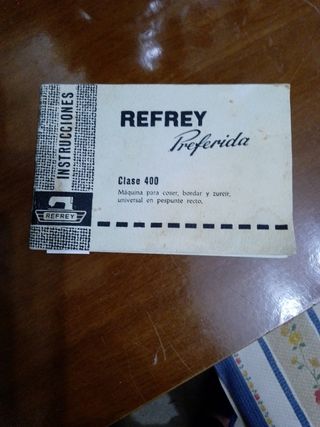 INSTRUCCIONES
REFREY
REFREY
Preferida
Clase 400
Máquina para coser, bordar y zurcir,
universal en pespunte recto.